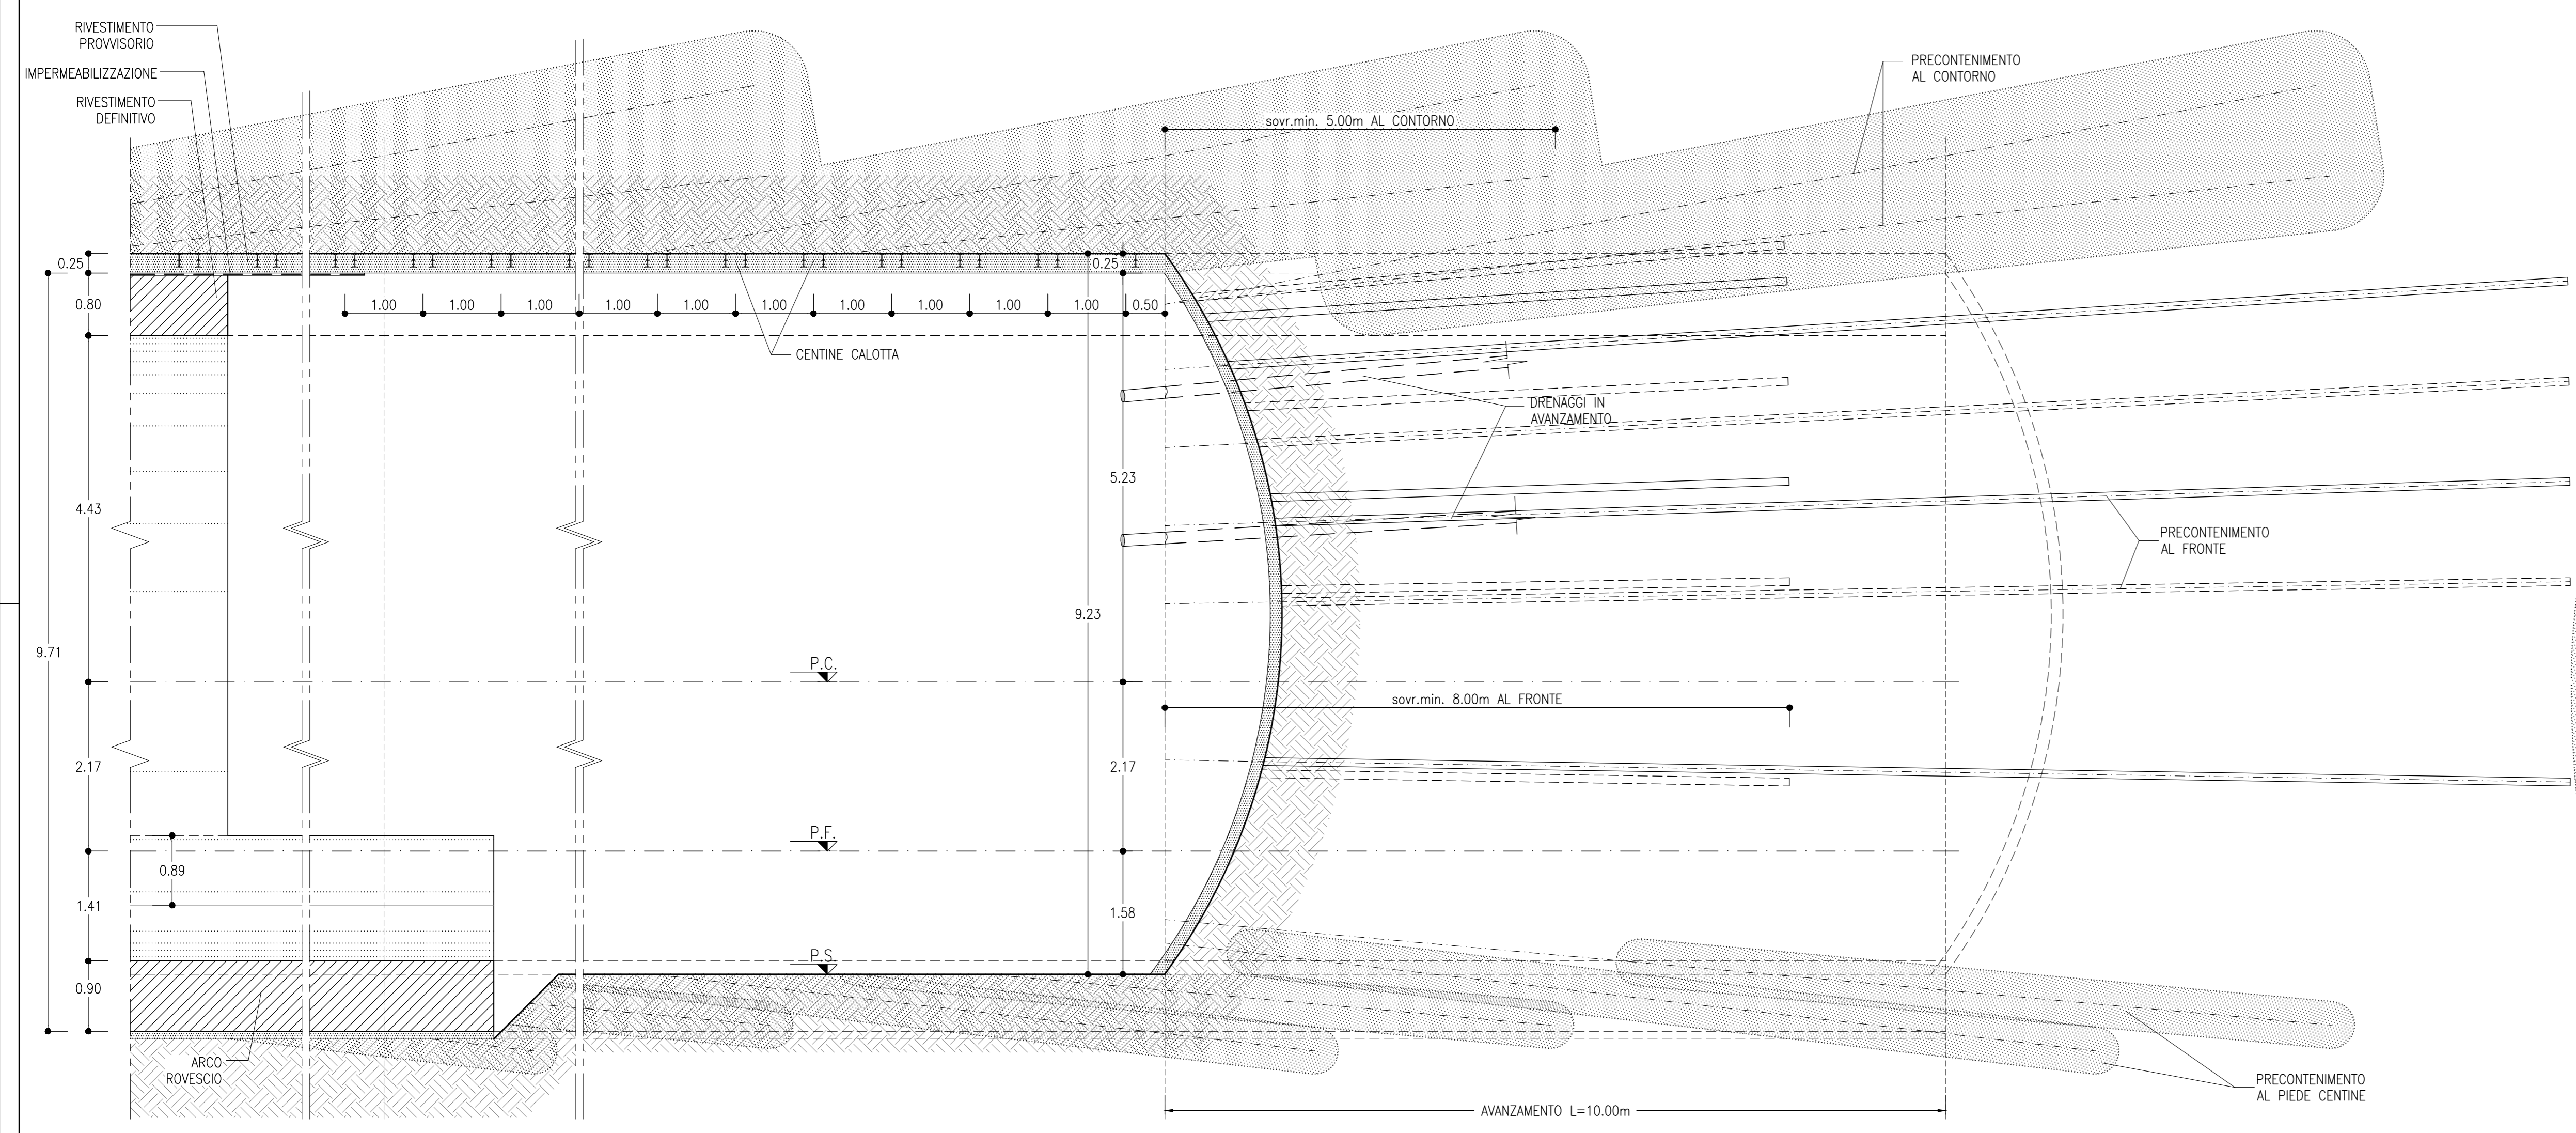 RIVESTIMENTO
PROVVISORIO
IMPERMEABILIZZAZIONE
RIVESTIMENTO
DEFINITIVO
PRECONTENIMENTO
AL CONTORNO
sovr.min. 5.00m AL CONTORNO
0.25
0.25
0.80
1.00 1.00 1.00 1.00 1.00 1.00 1.00 1.00 1.00 1.00 0.50
CENTINE CALOTTA
DRENAGGI IN
AVANZAMENTO
5.23
4.43
PRECONTENIMENTO
AL FRONTE
9.23
9.71
P.C.
sovr.min. 8.00m AL FRONTE
2.17
2.17
P.F.
0.89
1.41
1.58
P.S.
0.90
ARCO
ROVESCIO
PRECONTENIMENTO
AL PIEDE CENTINE
AVANZAMENTO L=10.00m